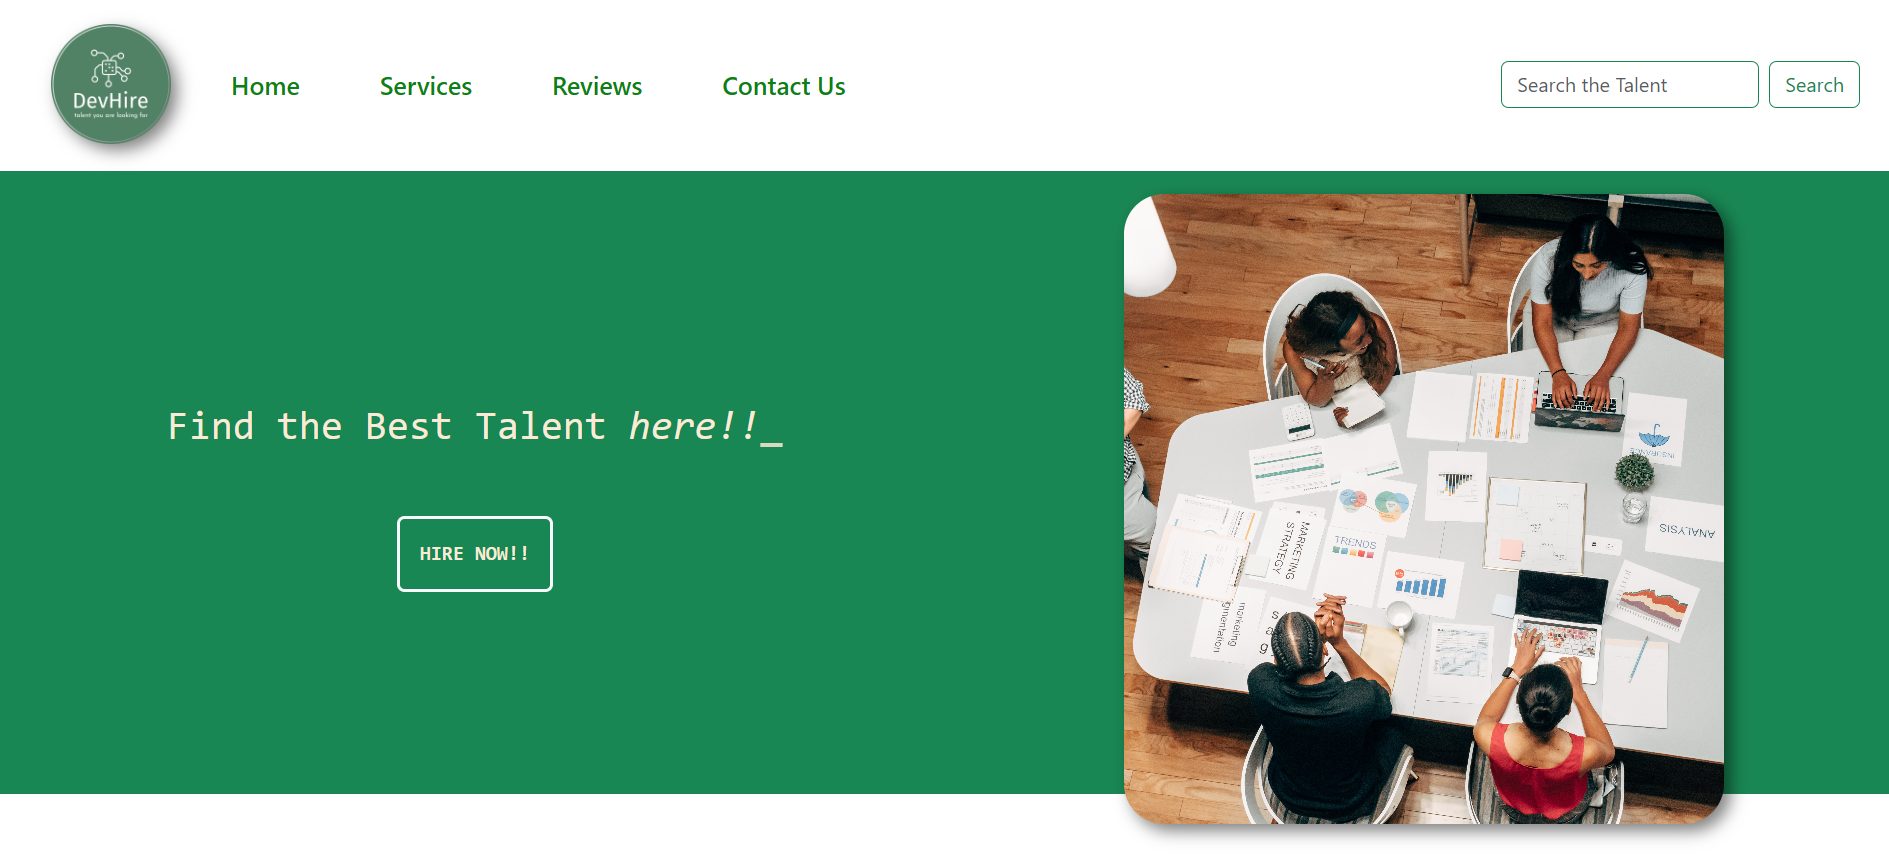 DevHire
talent you are looking for
Home
Services
Reviews
Contact Us
Search the Talent
Search
Find the Best Talent here!!_
HIRE NOW!!
INSURANCE
ANALYSIS
MARKETING
STRATEGY
TRENDS
marketing